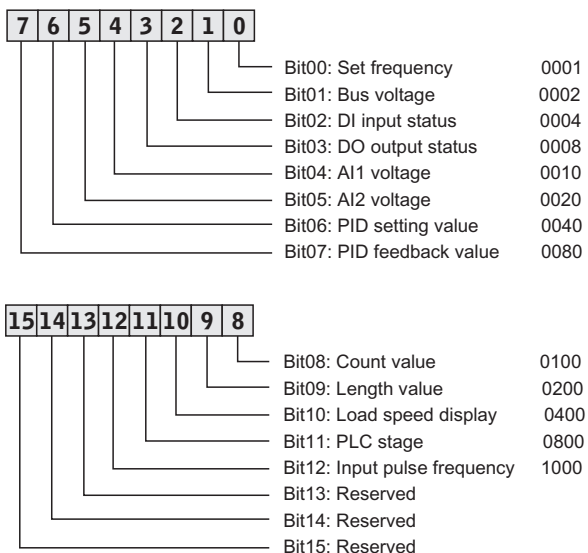 7 6 5 4 3 2 1 0
Bit00: Set frequency 0001
Bit01: Bus voltage 0002
Bit02: DI input status 0004
Bit03: DO output status 0008
Bit04: AI1 voltage 0010
Bit05: AI2 voltage 0020
Bit06: PID setting value 0040
Bit07: PID feedback value 0080
15 14 13 12 11 10 9 8
Bit08: Count value 0100
Bit09: Length value 0200
Bit10: Load speed display 0400
Bit11: PLC stage 0800
Bit12: Input pulse frequency 1000
Bit13: Reserved
Bit14: Reserved
Bit15: Reserved